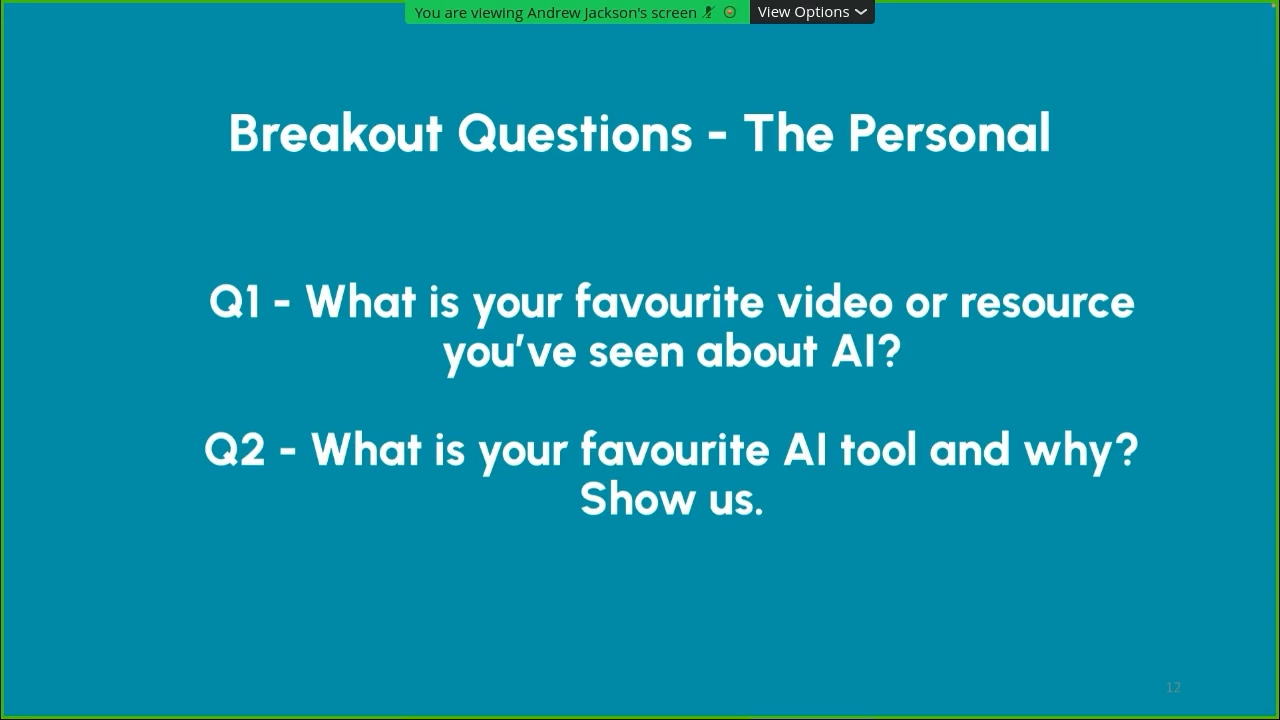 You are viewing Andrew Jackson's screen
View Options
Breakout Questions - The Personal
Q1 - What is your favourite video or resource
you’ve seen about AI?
Q2 - What is your favourite AI tool and why?
Show us.
12